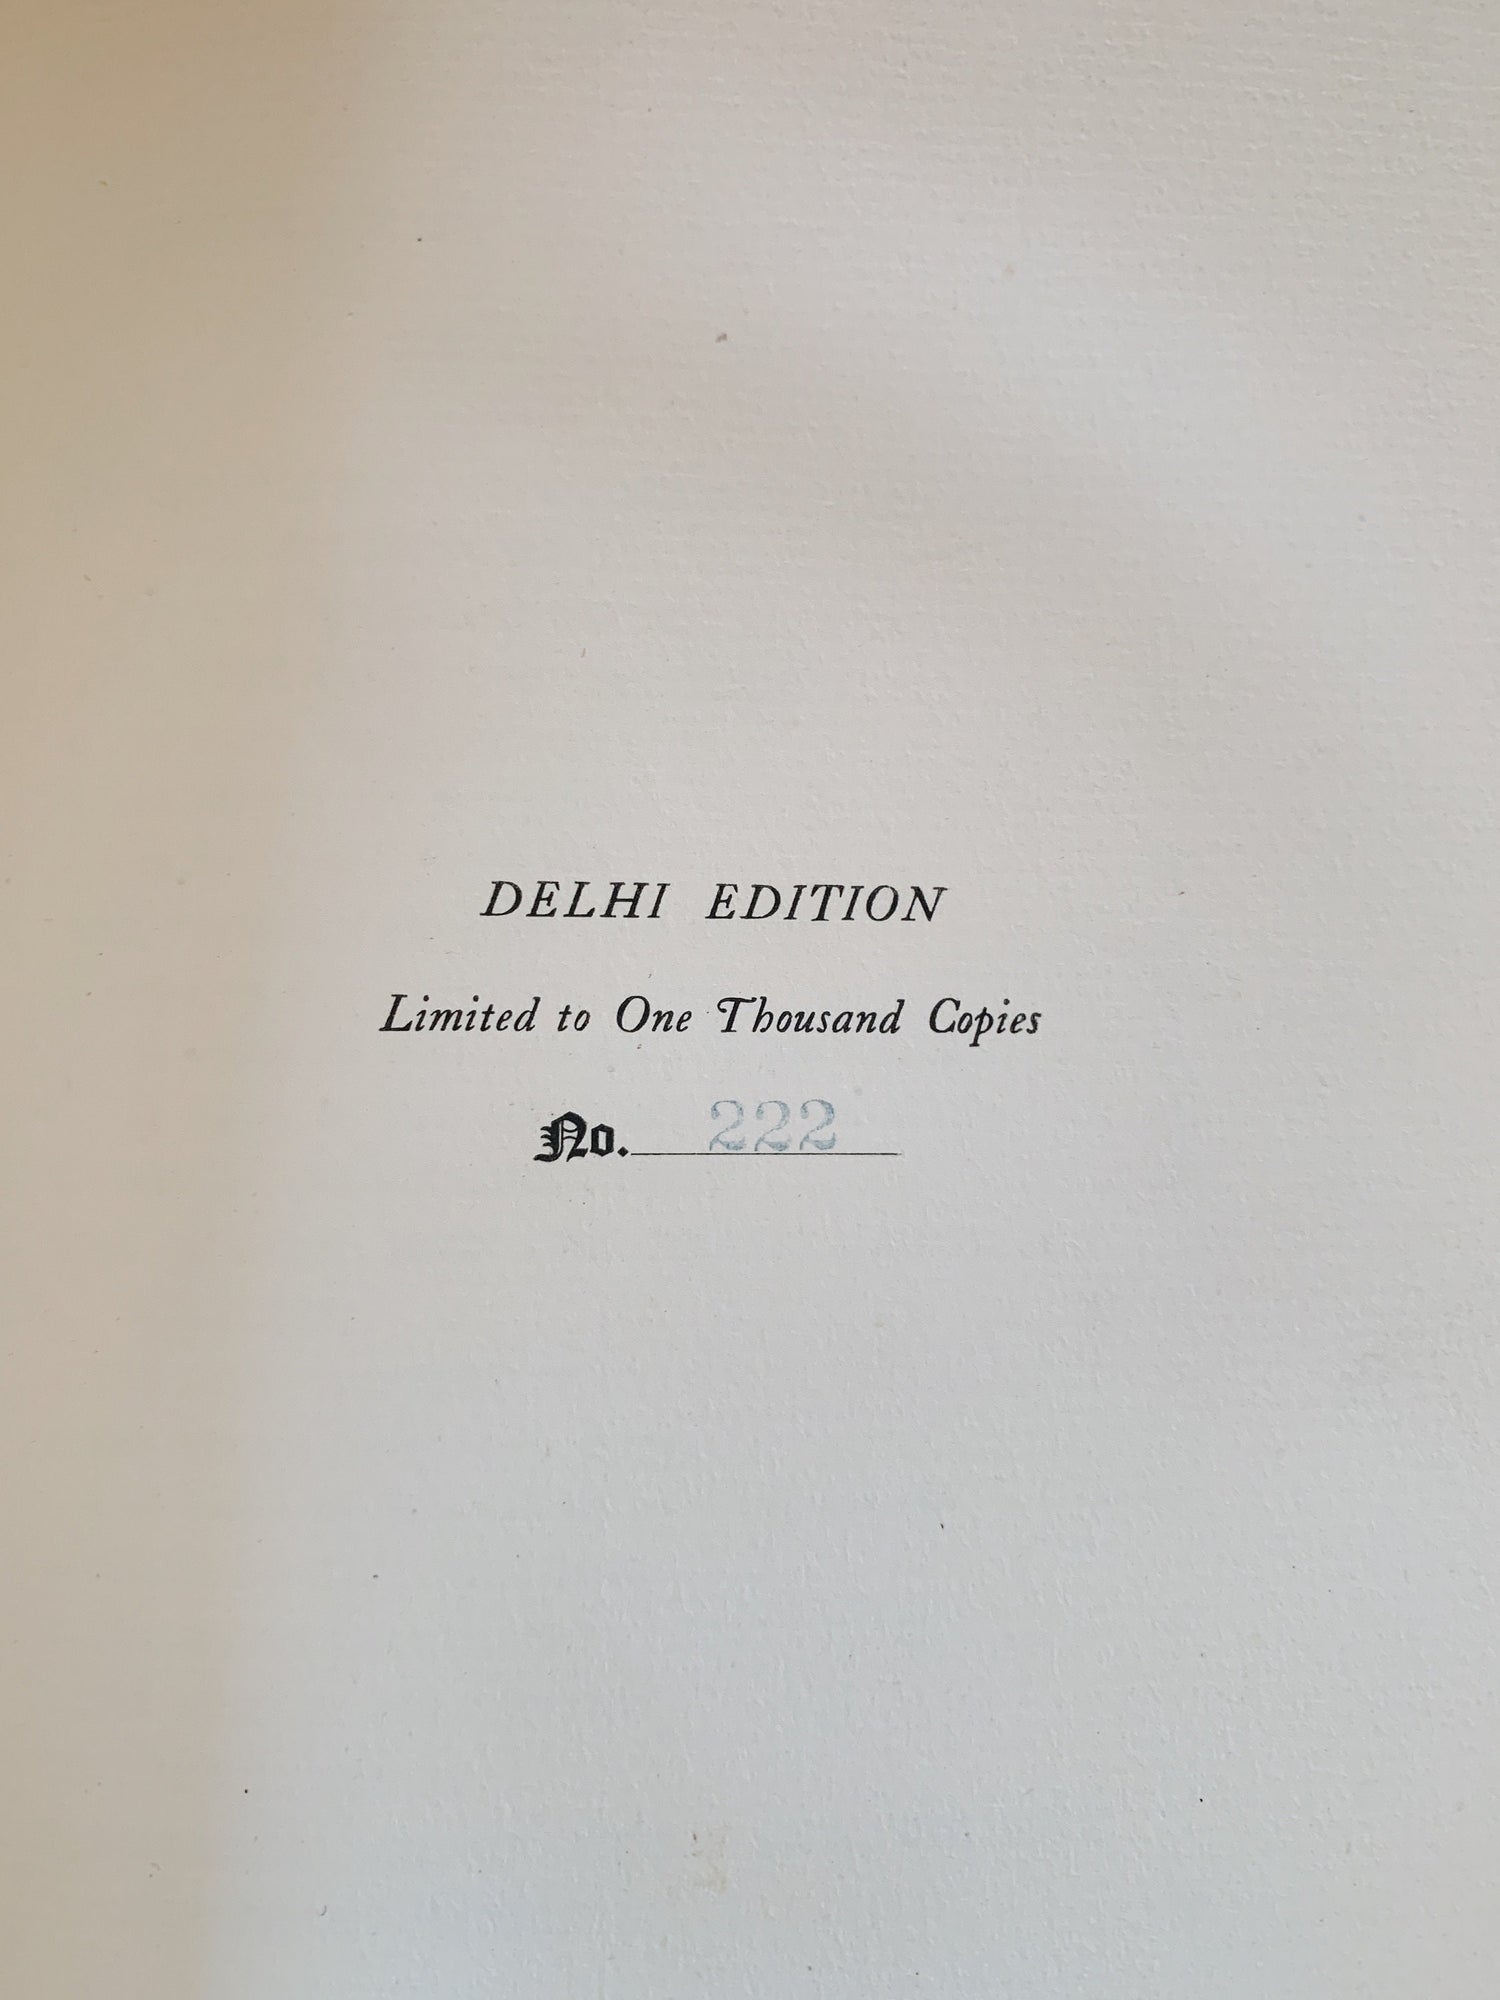 DELHI EDITION
Limited to One Thousand Copies
No. 222